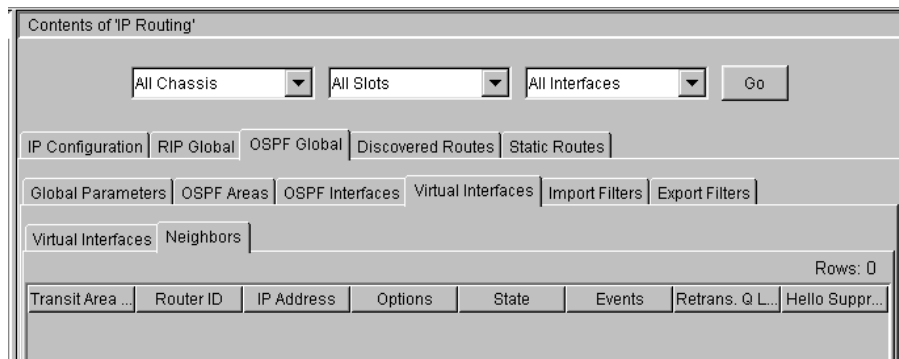 Contents of 'IP Routing'
All Chassis All Slots All Interfaces Go
IP Configuration RIP Global OSPF Global Discovered Routes Static Routes
Global Parameters OSPF Areas OSPF Interfaces Virtual Interfaces Import Filters Export Filters
Virtual Interfaces Neighbors
Rows: 0
Transit Area ... Router ID IP Address Options State Events Retrans. Q L... Hello Suppr...